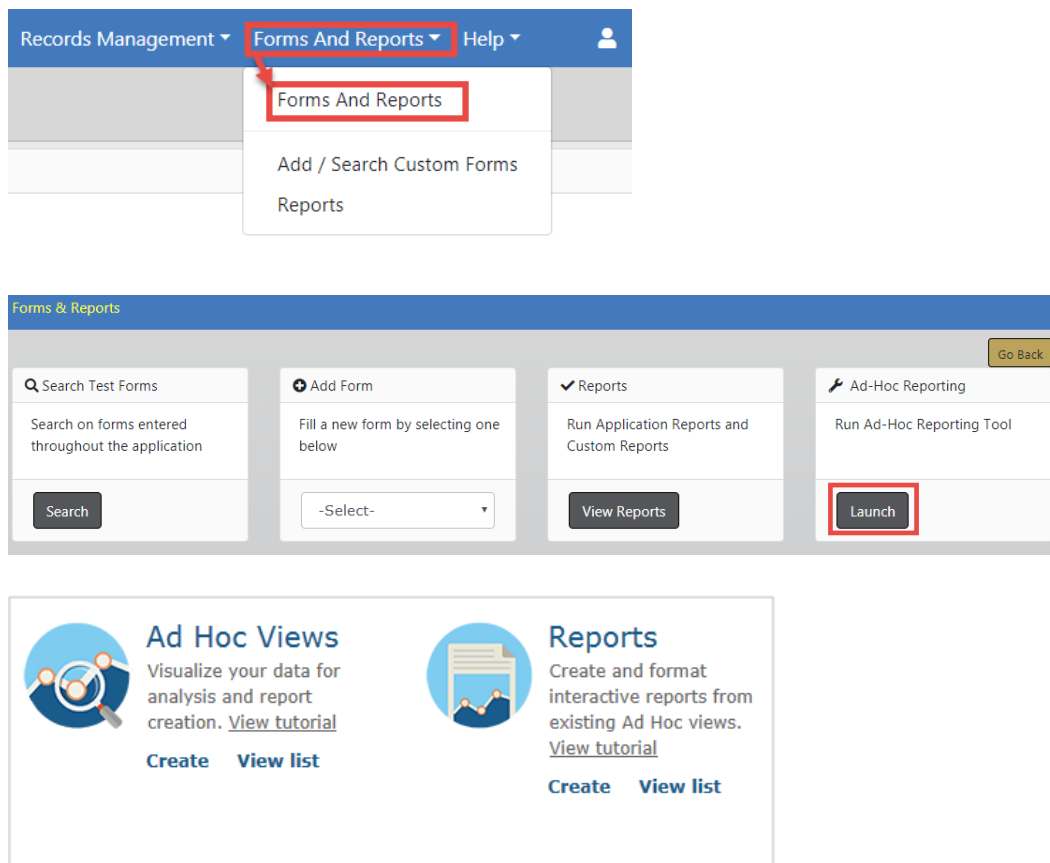 Records Management Forms And Reports Help
Forms And Reports
Add / Search Custom Forms
Reports
Forms & Reports
Go Back
Search Test Forms
Search on forms entered
throughout the application
Search
Add Form
Fill a new form by selecting one
below
-Select-
Reports
Run Application Reports and
Custom Reports
View Reports
Ad-Hoc Reporting
Run Ad-Hoc Reporting Tool
Launch
Ad Hoc Views
Visualize your data for
analysis and report
creation. View tutorial
Create View list
Reports
Create and format
interactive reports from
existing Ad Hoc views.
View tutorial
Create View list